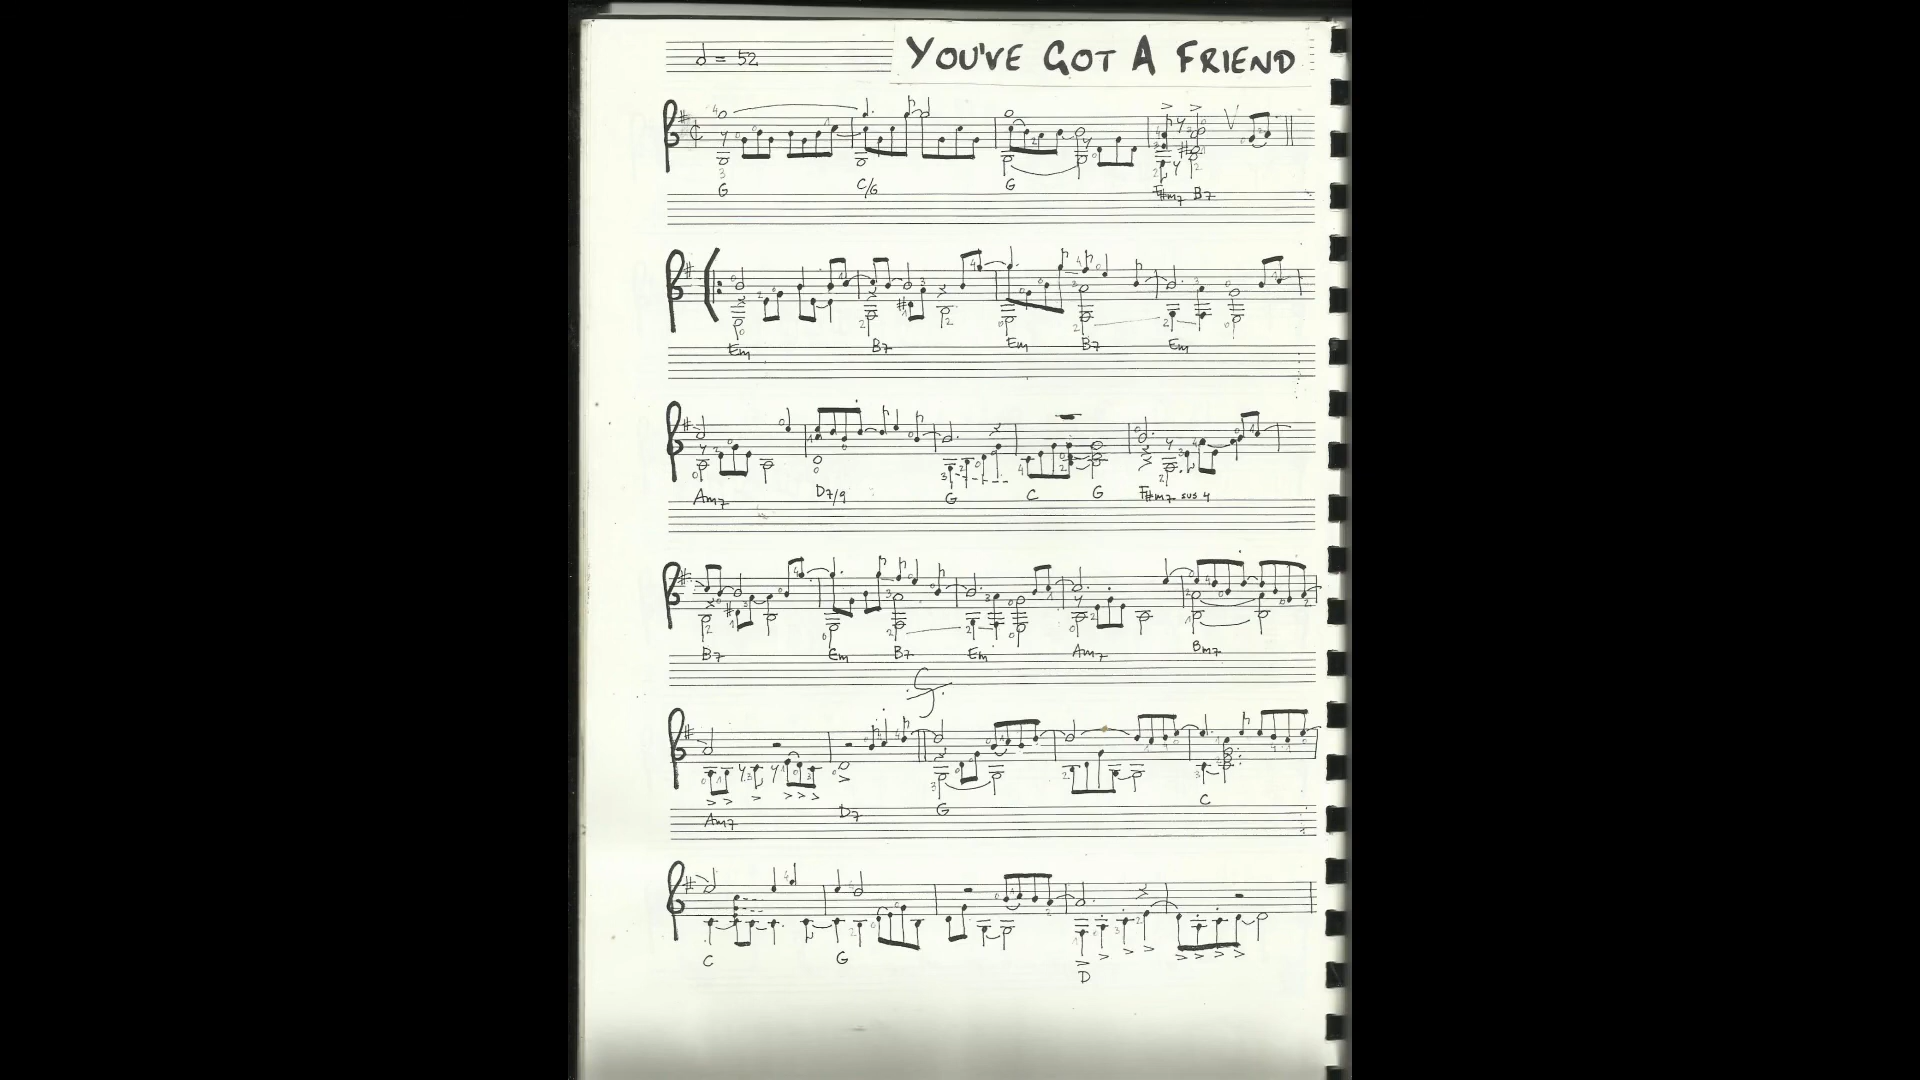 𝅗𝅥 = 52 YOU'VE GOT A FRIEND
G C/G G F#m7 B7
Em B7 Em B7 Em
Am7 D7/9 G C G F#m7 sus 4
B7 Em B7 Em Am7 Bm7
Am7 D7 G C
C G D